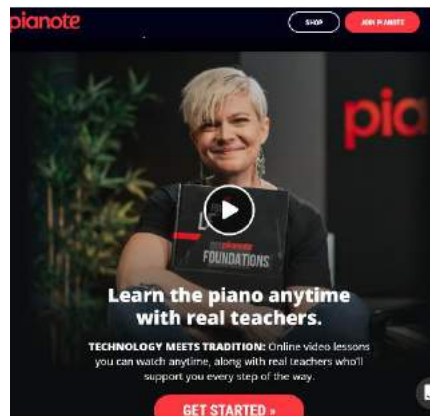 pianote
SHOP
JOIN PIANOTE
pia
pianote
FOUNDATIONS
Learn the piano anytime
with real teachers.
TECHNOLOGY MEETS TRADITION: Online video lessons
you can watch anytime, along with real teachers who'll
support you every step of the way.
GET STARTED »